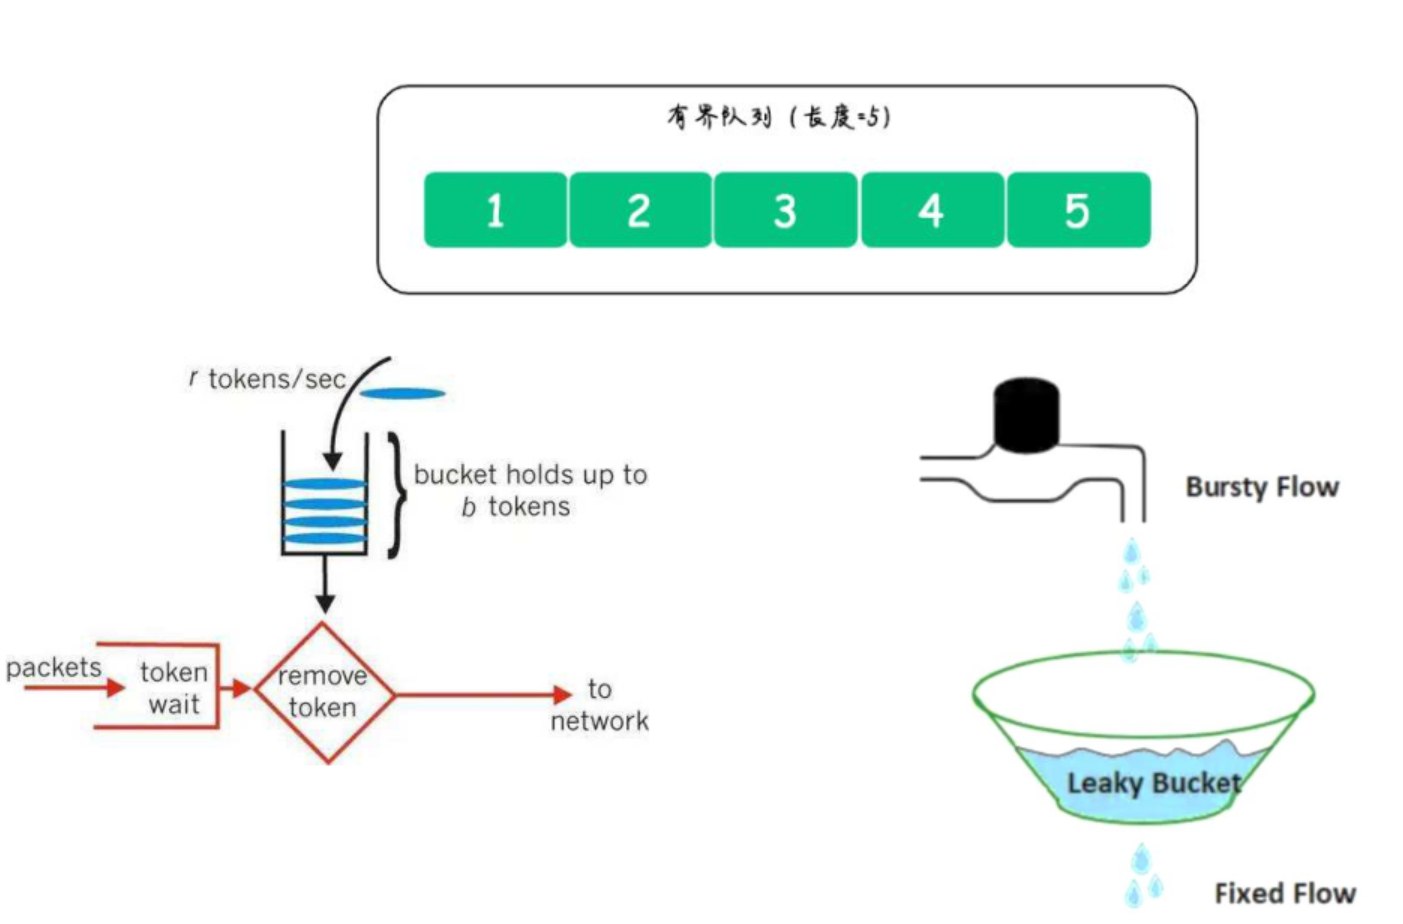 有界队列 (长度=5)
1 2 3 4 5
r tokens/sec
bucket holds up to
b tokens
packets
token
wait
remove
token
to
network
Bursty Flow
Leaky Bucket
Fixed Flow